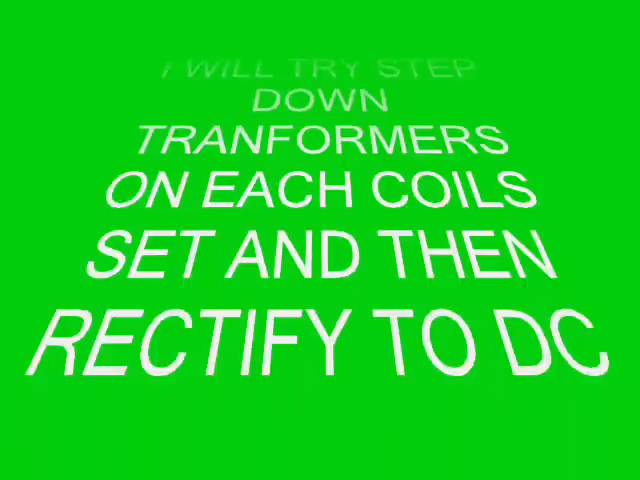 I WILL TRY STEP
DOWN
TRANFORMERS
ON EACH COILS
SET AND THEN
RECTIFY TO DC